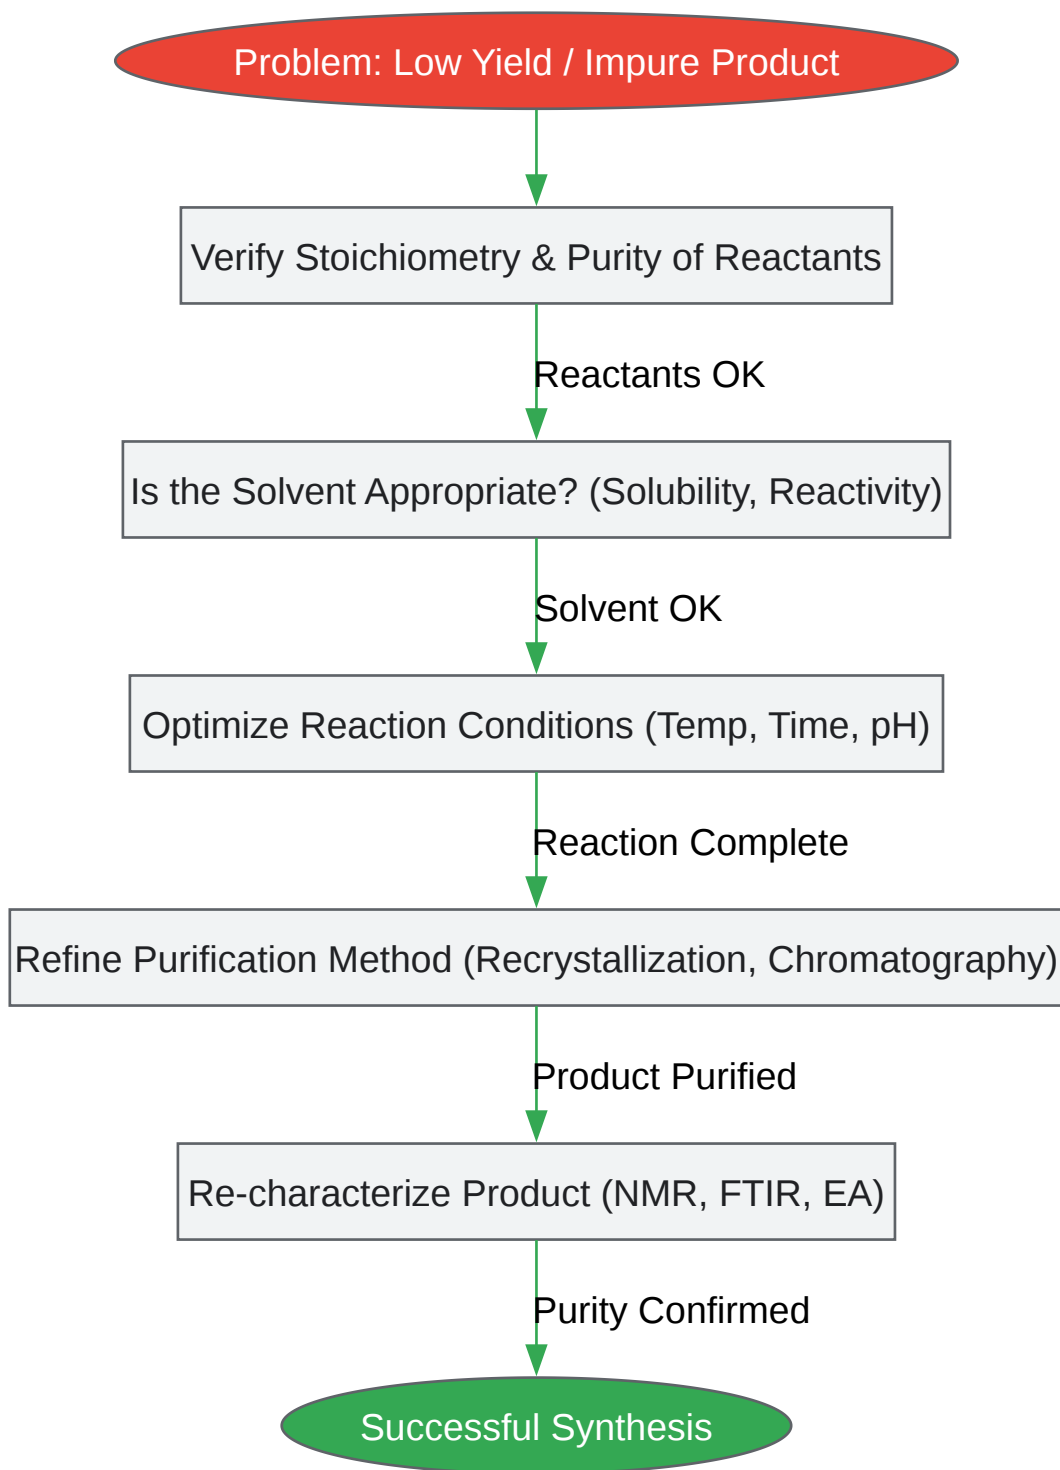 Problem: Low Yield / Impure Product
Verify Stoichiometry & Purity of Reactants
Reactants OK
Is the Solvent Appropriate? (Solubility, Reactivity)
Solvent OK
Optimize Reaction Conditions (Temp, Time, pH)
Reaction Complete
Refine Purification Method (Recrystallization, Chromatography)
Product Purified
Re-characterize Product (NMR, FTIR, EA)
Purity Confirmed
Successful Synthesis